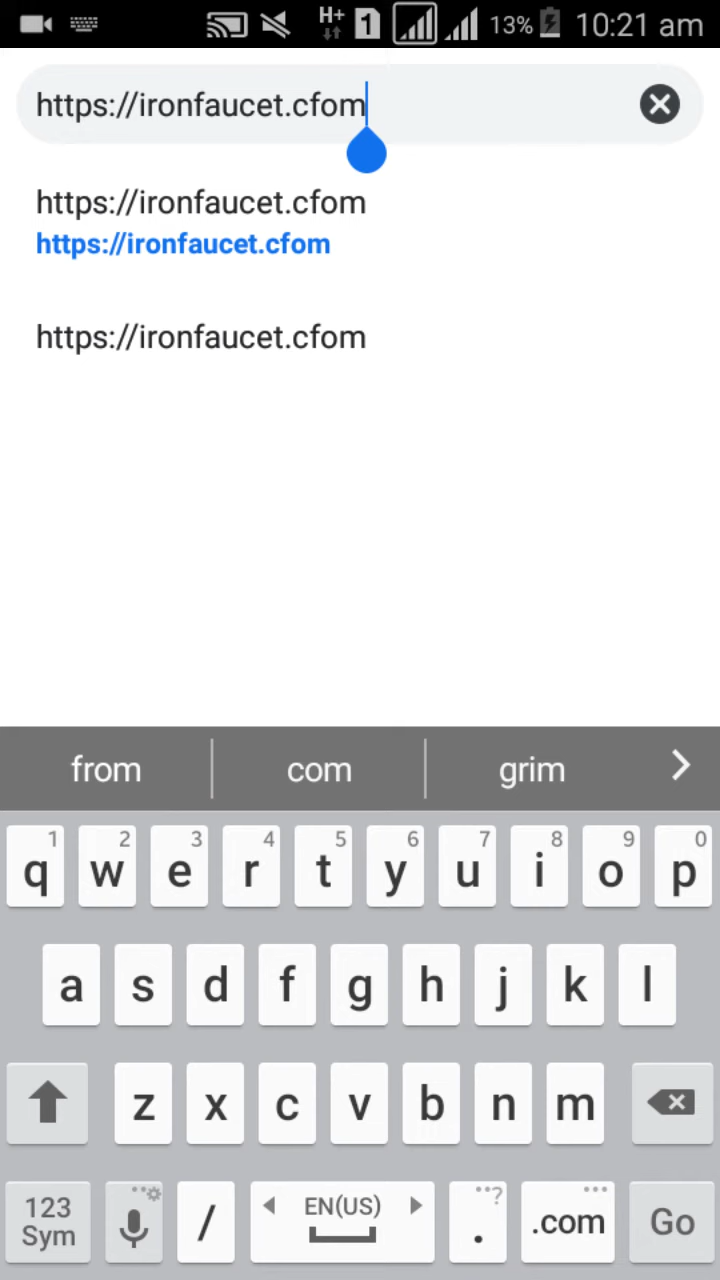 H+ 1 13% 10:21 am
https://ironfaucet.cfom
https://ironfaucet.cfom
https://ironfaucet.cfom
https://ironfaucet.cfom
from com grim
1 2 3 4 5 6 7 8 9 0
q w e r t y u i o p
a s d f g h j k l
z x c v b n m
123 Sym / EN(US) . ? .com Go